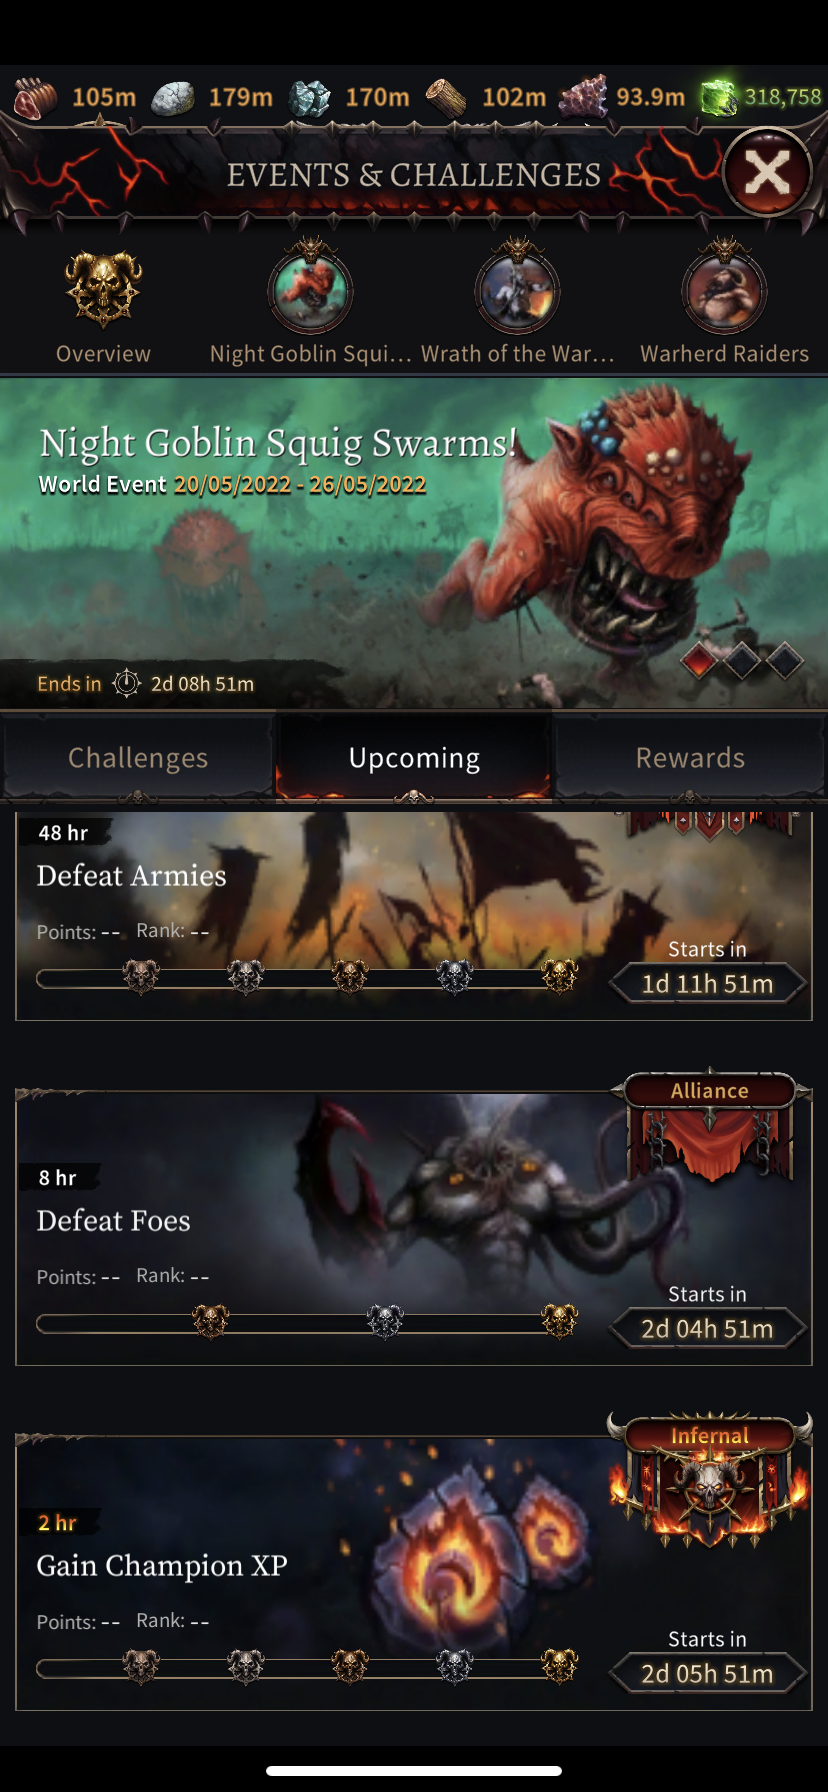 105m 179m 170m 102m 93.9m 318,758
EVENTS & CHALLENGES
Overview Night Goblin Squi... Wrath of the War... Warherd Raiders
Night Goblin Squig Swarms!
World Event 20/05/2022 - 26/05/2022
Ends in 2d 08h 51m
Challenges Upcoming Rewards
48 hr
Defeat Armies
Points: -- Rank: --
Starts in
1d 11h 51m
Alliance
8 hr
Defeat Foes
Points: -- Rank: --
Starts in
2d 04h 51m
Infernal
2 hr
Gain Champion XP
Points: -- Rank: --
Starts in
2d 05h 51m